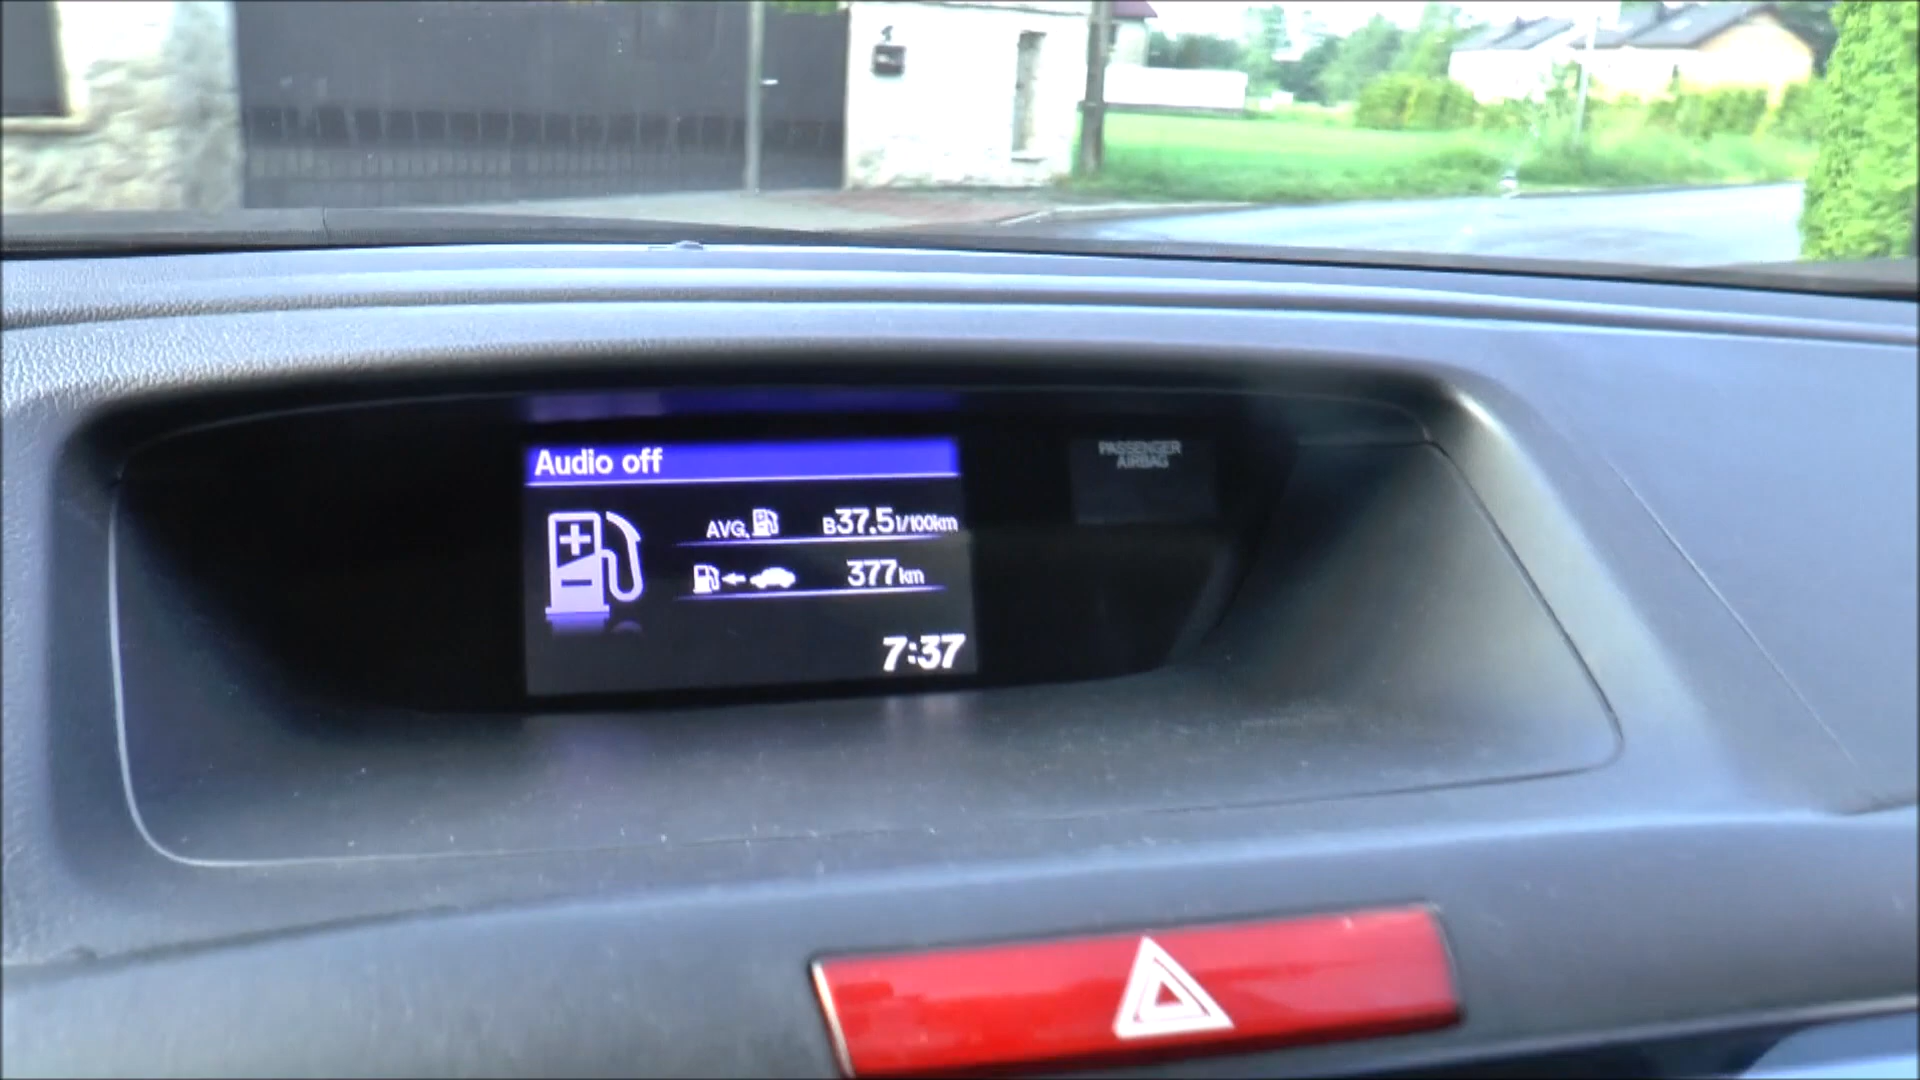 Audio off
AVG. B37.5l/100km
377km
7:37
PASSENGER
AIRBAG